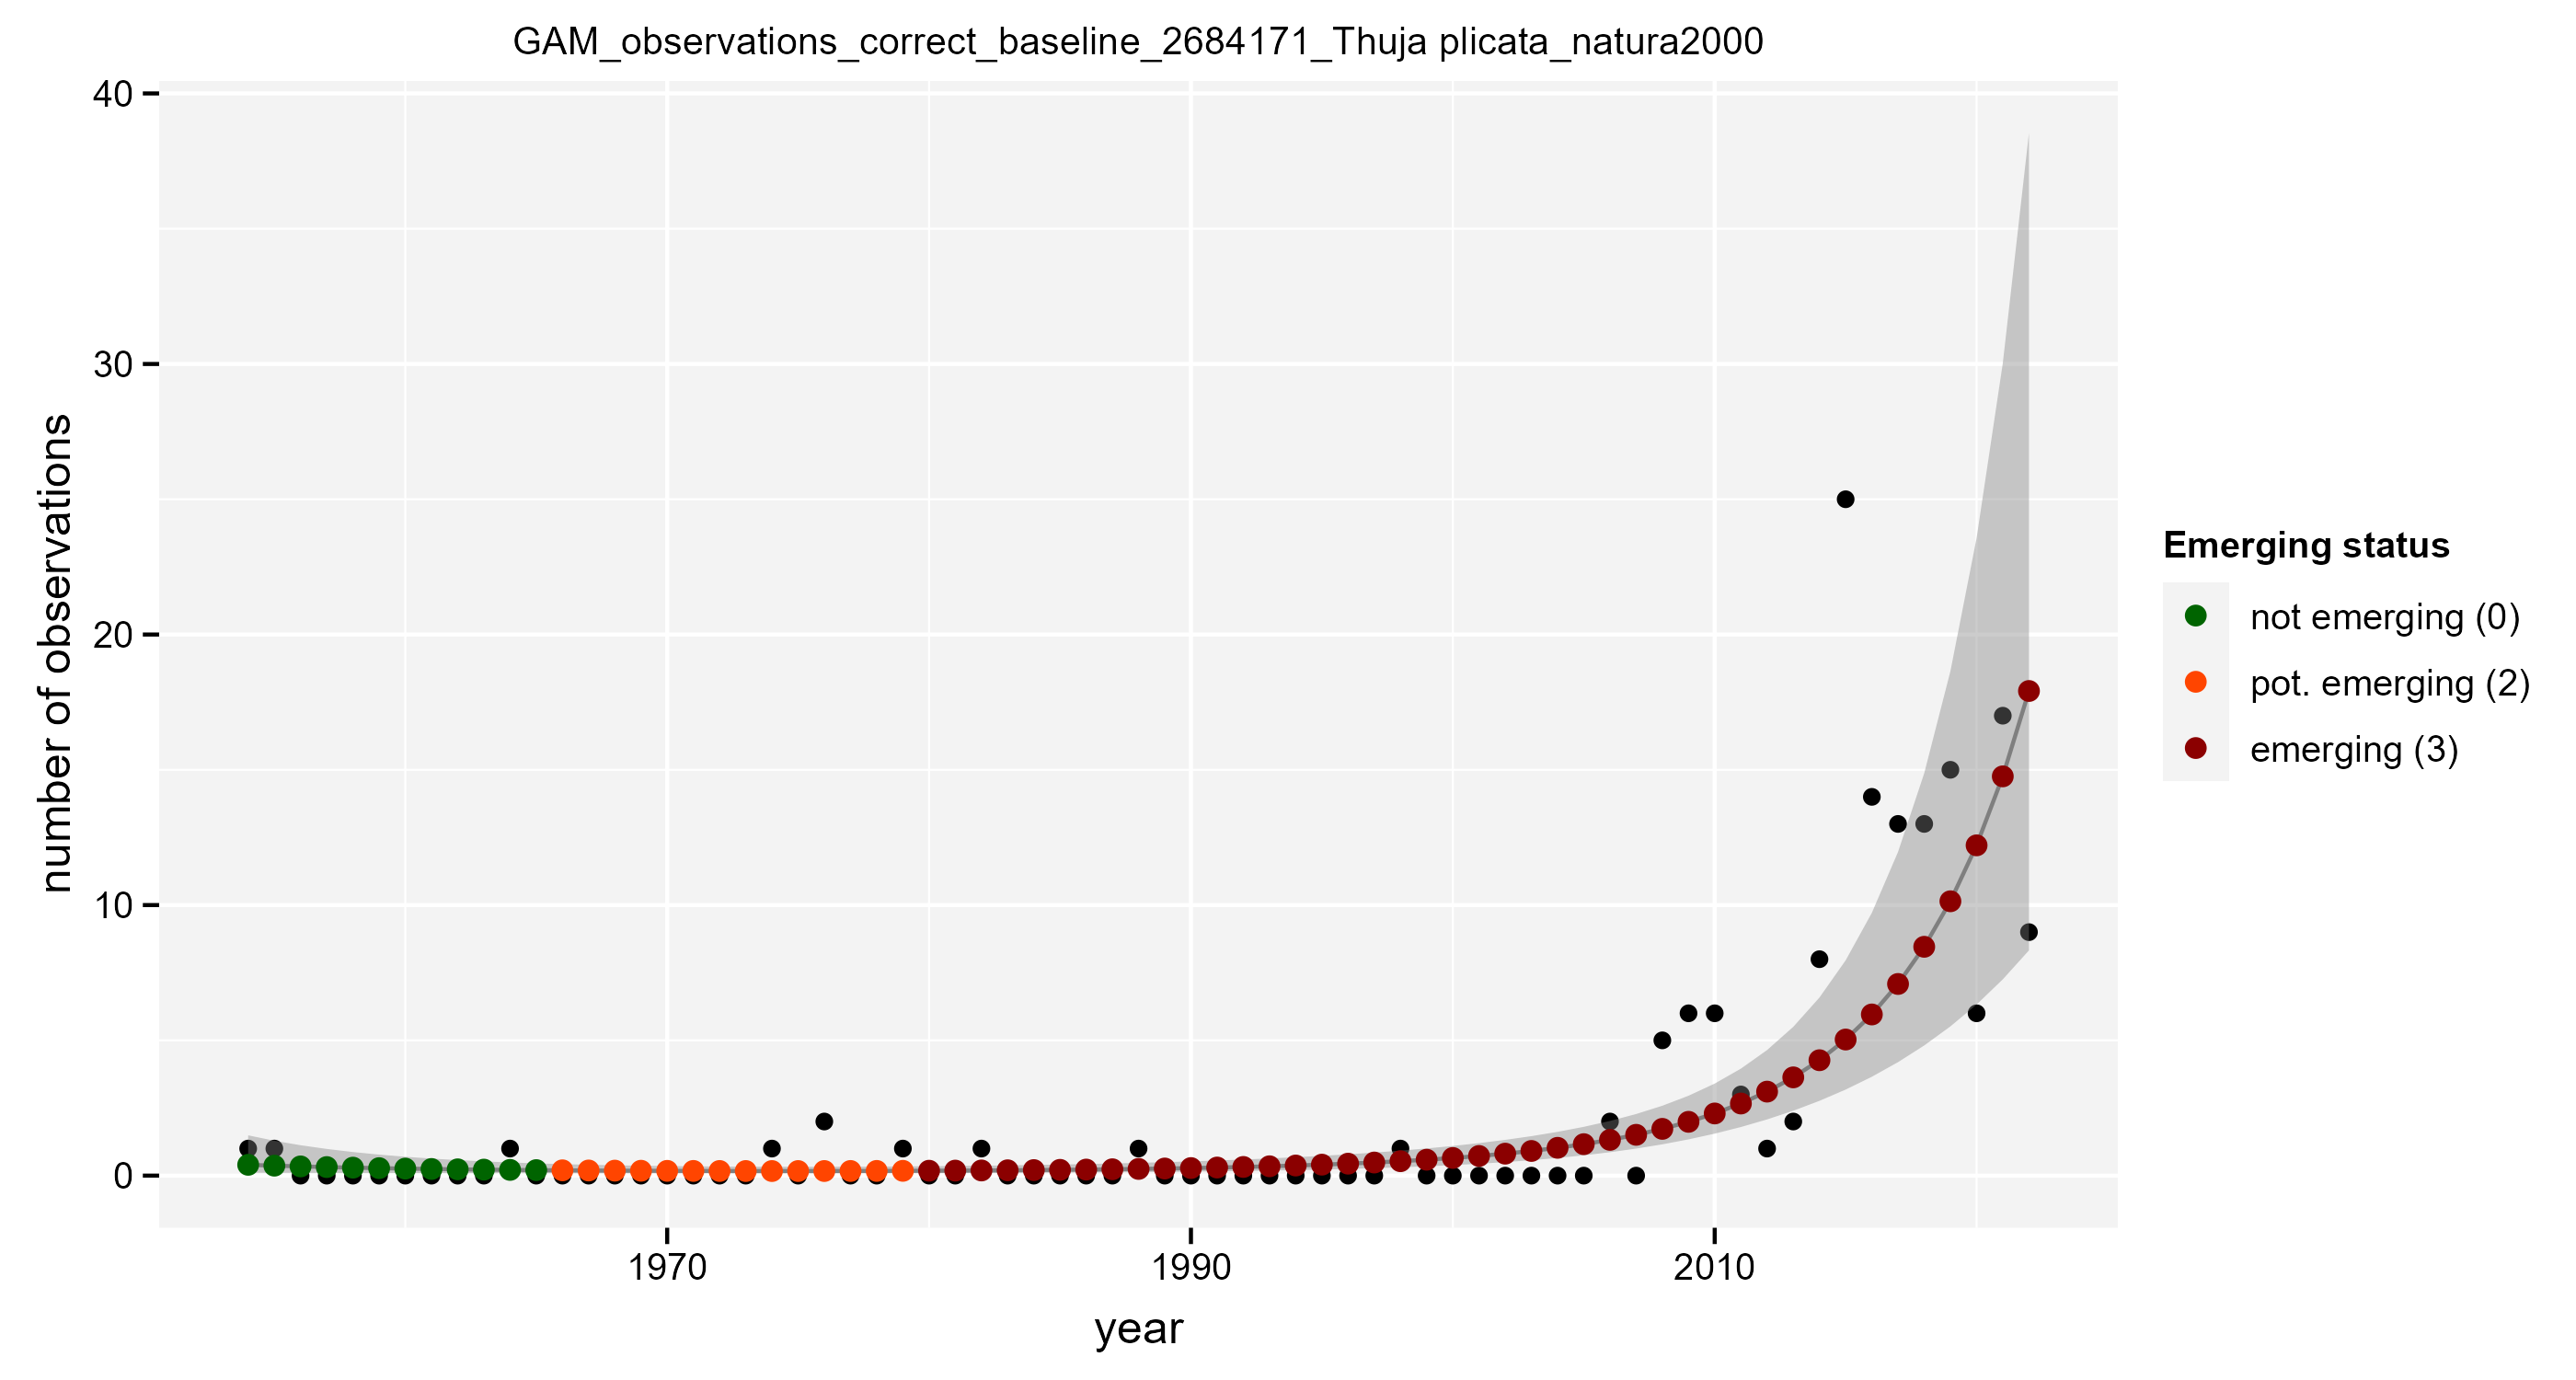 GAM_observations_correct_baseline_2684171_Thuja plicata_natura2000
40
30
20
10
0
number of observations
1970
1990
2010
year
Emerging status
not emerging (0)
pot. emerging (2)
emerging (3)